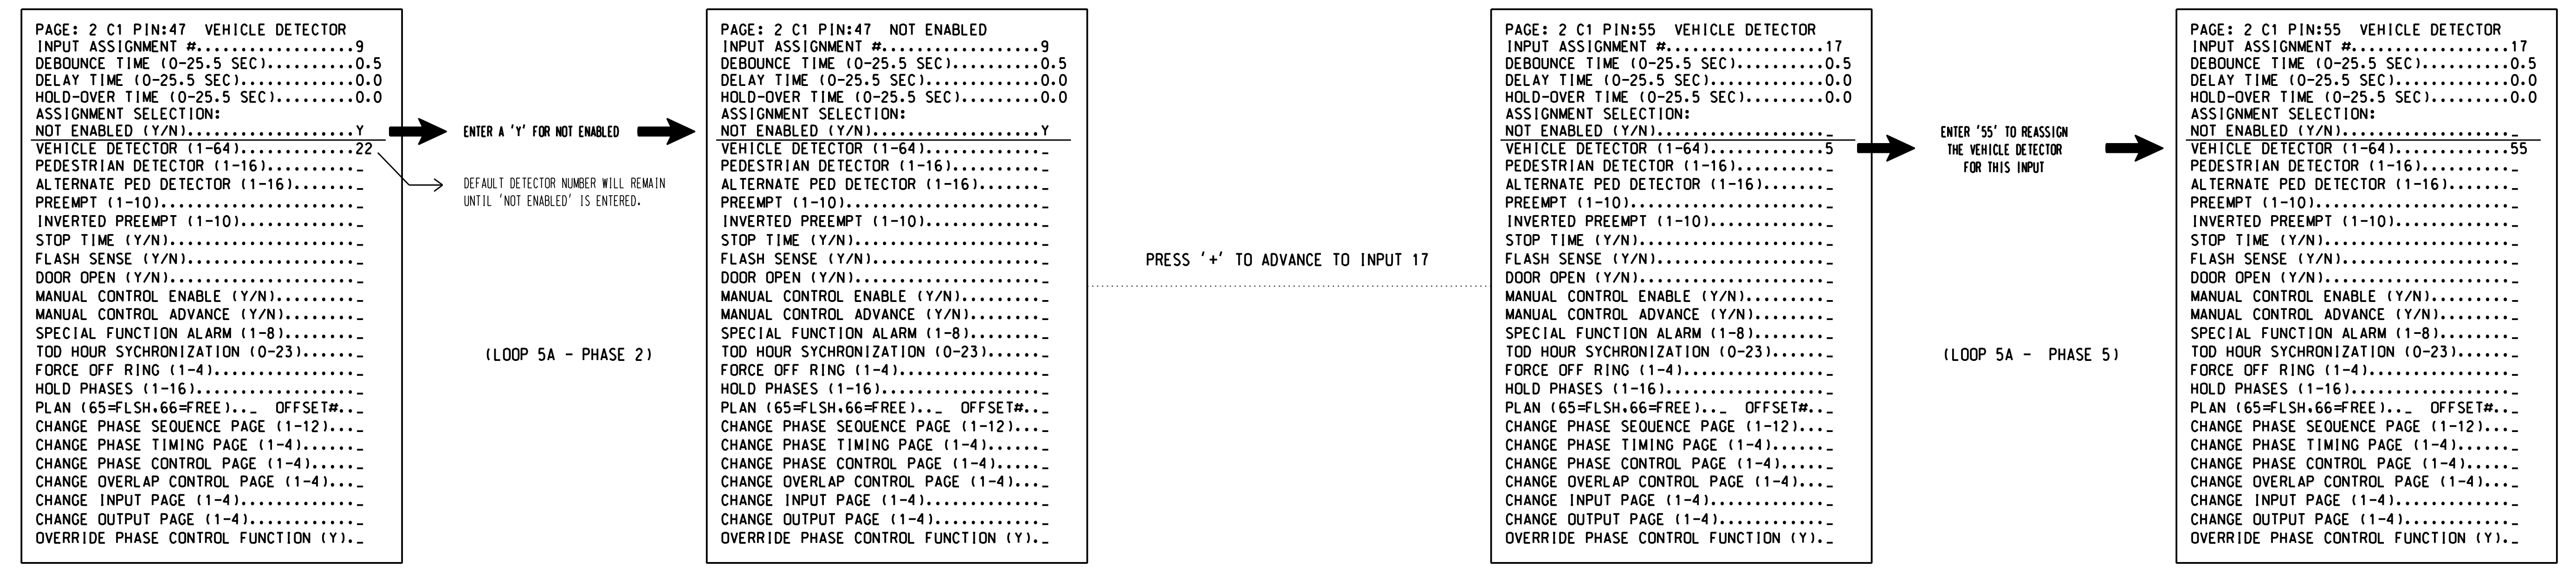 PAGE: 2 C1 PIN:47 VEHICLE DETECTOR
INPUT ASSIGNMENT #.................9
DEBOUNCE TIME (0-25.5 SEC).........0.5
DELAY TIME (0-25.5 SEC)............0.0
HOLD-OVER TIME (0-25.5 SEC)........0.0
ASSIGNMENT SELECTION:
NOT ENABLED (Y/N)..................Y
VEHICLE DETECTOR (1-64)............22
PEDESTRIAN DETECTOR (1-16)........_
ALTERNATE PED DETECTOR (1-16)....._
PREEMPT (1-10)...................._
INVERTED PREEMPT (1-10)..........._
STOP TIME (Y/N)..................._
FLASH SENSE (Y/N)................._
DOOR OPEN (Y/N)..................._
MANUAL CONTROL ENABLE (Y/N)......._
MANUAL CONTROL ADVANCE (Y/N)......_
SPECIAL FUNCTION ALARM (1-8)......_
TOD HOUR SYCHRONIZATION (0-23)...._
FORCE OFF RING (1-4).............._
HOLD PHASES (1-16)................_
PLAN (65=FLSH,66=FREE).._ OFFSET#.._
CHANGE PHASE SEQUENCE PAGE (1-12)..._
CHANGE PHASE TIMING PAGE (1-4)......_
CHANGE PHASE CONTROL PAGE (1-4)....._
CHANGE OVERLAP CONTROL PAGE (1-4)..._
CHANGE INPUT PAGE (1-4)............._
CHANGE OUTPUT PAGE (1-4)............_
OVERRIDE PHASE CONTROL FUNCTION (Y)._
ENTER A 'Y' FOR NOT ENABLED
DEFAULT DETECTOR NUMBER WILL REMAIN
UNTIL 'NOT ENABLED' IS ENTERED.
(LOOP 5A - PHASE 2)
PAGE: 2 C1 PIN:47 NOT ENABLED
INPUT ASSIGNMENT #.................9
DEBOUNCE TIME (0-25.5 SEC).........0.5
DELAY TIME (0-25.5 SEC)............0.0
HOLD-OVER TIME (0-25.5 SEC)........0.0
ASSIGNMENT SELECTION:
NOT ENABLED (Y/N)..................Y
VEHICLE DETECTOR (1-64)..........._
PEDESTRIAN DETECTOR (1-16)........_
ALTERNATE PED DETECTOR (1-16)....._
PREEMPT (1-10)...................._
INVERTED PREEMPT (1-10)..........._
STOP TIME (Y/N)..................._
FLASH SENSE (Y/N)................._
DOOR OPEN (Y/N)..................._
MANUAL CONTROL ENABLE (Y/N)......._
MANUAL CONTROL ADVANCE (Y/N)......_
SPECIAL FUNCTION ALARM (1-8)......_
TOD HOUR SYCHRONIZATION (0-23)...._
FORCE OFF RING (1-4).............._
HOLD PHASES (1-16)................_
PLAN (65=FLSH,66=FREE).._ OFFSET#.._
CHANGE PHASE SEQUENCE PAGE (1-12)..._
CHANGE PHASE TIMING PAGE (1-4)......_
CHANGE PHASE CONTROL PAGE (1-4)....._
CHANGE OVERLAP CONTROL PAGE (1-4)..._
CHANGE INPUT PAGE (1-4)............._
CHANGE OUTPUT PAGE (1-4)............_
OVERRIDE PHASE CONTROL FUNCTION (Y)._
PRESS '+' TO ADVANCE TO INPUT 17
PAGE: 2 C1 PIN:55 VEHICLE DETECTOR
INPUT ASSIGNMENT #.................17
DEBOUNCE TIME (0-25.5 SEC).........0.5
DELAY TIME (0-25.5 SEC)............0.0
HOLD-OVER TIME (0-25.5 SEC)........0.0
ASSIGNMENT SELECTION:
NOT ENABLED (Y/N)................._
VEHICLE DETECTOR (1-64)............5
PEDESTRIAN DETECTOR (1-16)........_
ALTERNATE PED DETECTOR (1-16)....._
PREEMPT (1-10)...................._
INVERTED PREEMPT (1-10)..........._
STOP TIME (Y/N)..................._
FLASH SENSE (Y/N)................._
DOOR OPEN (Y/N)..................._
MANUAL CONTROL ENABLE (Y/N)......._
MANUAL CONTROL ADVANCE (Y/N)......_
SPECIAL FUNCTION ALARM (1-8)......_
TOD HOUR SYCHRONIZATION (0-23)...._
FORCE OFF RING (1-4).............._
HOLD PHASES (1-16)................_
PLAN (65=FLSH,66=FREE).._ OFFSET#.._
CHANGE PHASE SEQUENCE PAGE (1-12)..._
CHANGE PHASE TIMING PAGE (1-4)......_
CHANGE PHASE CONTROL PAGE (1-4)....._
CHANGE OVERLAP CONTROL PAGE (1-4)..._
CHANGE INPUT PAGE (1-4)............._
CHANGE OUTPUT PAGE (1-4)............_
OVERRIDE PHASE CONTROL FUNCTION (Y)._
ENTER '55' TO REASSIGN
THE VEHICLE DETECTOR
FOR THIS INPUT
(LOOP 5A - PHASE 5)
PAGE: 2 C1 PIN:55 VEHICLE DETECTOR
INPUT ASSIGNMENT #.................17
DEBOUNCE TIME (0-25.5 SEC).........0.5
DELAY TIME (0-25.5 SEC)............0.0
HOLD-OVER TIME (0-25.5 SEC)........0.0
ASSIGNMENT SELECTION:
NOT ENABLED (Y/N)................._
VEHICLE DETECTOR (1-64)............55
PEDESTRIAN DETECTOR (1-16)........_
ALTERNATE PED DETECTOR (1-16)....._
PREEMPT (1-10)...................._
INVERTED PREEMPT (1-10)..........._
STOP TIME (Y/N)..................._
FLASH SENSE (Y/N)................._
DOOR OPEN (Y/N)..................._
MANUAL CONTROL ENABLE (Y/N)......._
MANUAL CONTROL ADVANCE (Y/N)......_
SPECIAL FUNCTION ALARM (1-8)......_
TOD HOUR SYCHRONIZATION (0-23)...._
FORCE OFF RING (1-4).............._
HOLD PHASES (1-16)................_
PLAN (65=FLSH,66=FREE).._ OFFSET#.._
CHANGE PHASE SEQUENCE PAGE (1-12)..._
CHANGE PHASE TIMING PAGE (1-4)......_
CHANGE PHASE CONTROL PAGE (1-4)....._
CHANGE OVERLAP CONTROL PAGE (1-4)..._
CHANGE INPUT PAGE (1-4)............._
CHANGE OUTPUT PAGE (1-4)............_
OVERRIDE PHASE CONTROL FUNCTION (Y)._